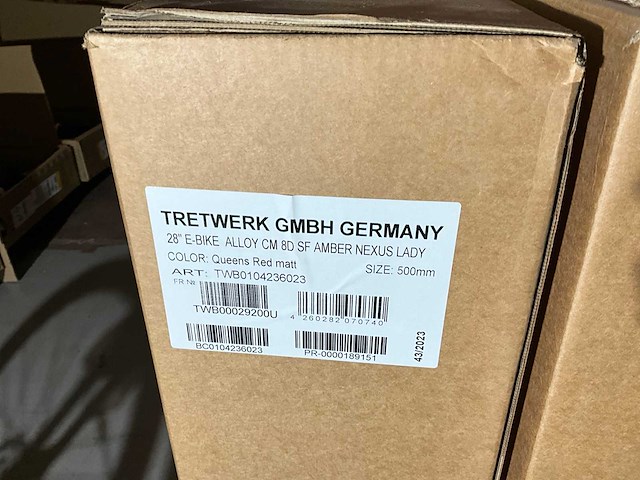 TRETWERK GMBH GERMANY
28" E-BIKE ALLOY CM 8D SF AMBER NEXUS LADY
COLOR: Queens Red matt SIZE: 500mm
ART: TWB0104236023
FR №:
TWB00029200U 4 260282 070740
BC0104236023 PR-0000189151
43/2023